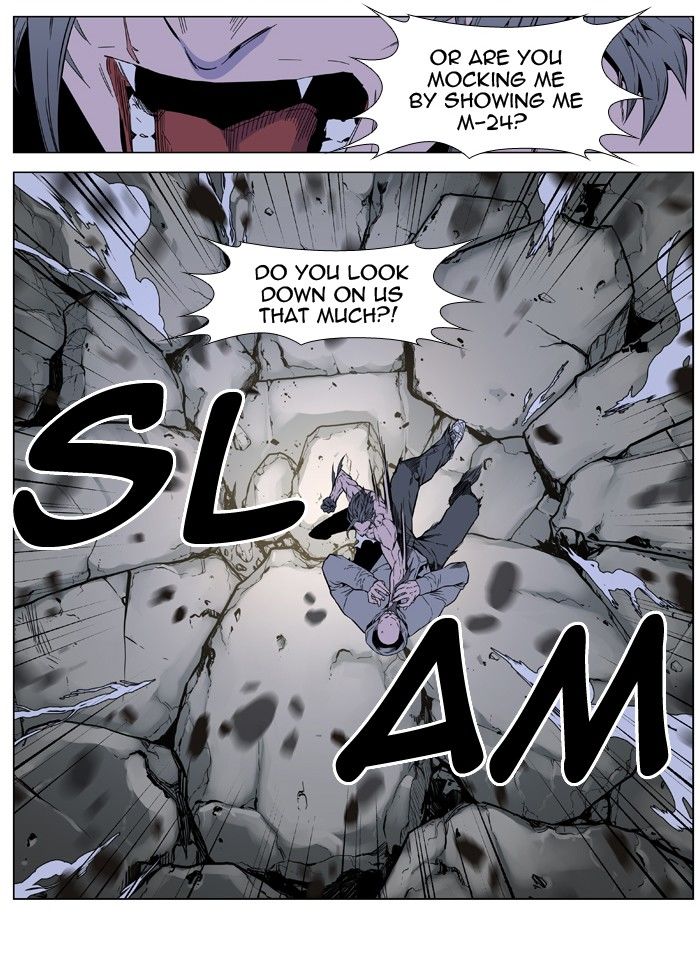 OR ARE YOU
MOCKING ME
BY SHOWING ME
M-24?
DO YOU LOOK
DOWN ON US
THAT MUCH?!
SL
AM